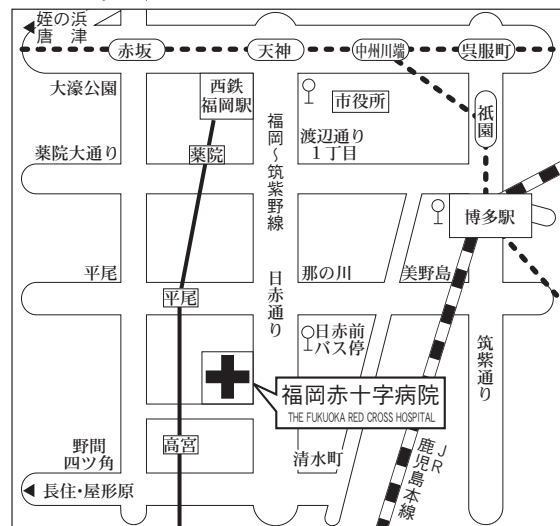 姪の浜
唐津
赤坂
天神
中州川端
呉服町
大濠公園
西鉄
福岡駅
市役所
祇園
薬院大通り
薬院
福岡～筑紫野線
渡辺通り
1丁目
博多駅
平尾
平尾
日赤通り
那の川
美野島
日赤前
バス停
筑紫通り
福岡赤十字病院
THE FUKUOKA RED CROSS HOSPITAL
野間
四ツ角
高宮
清水町
JR
鹿児島本線
長住・屋形原